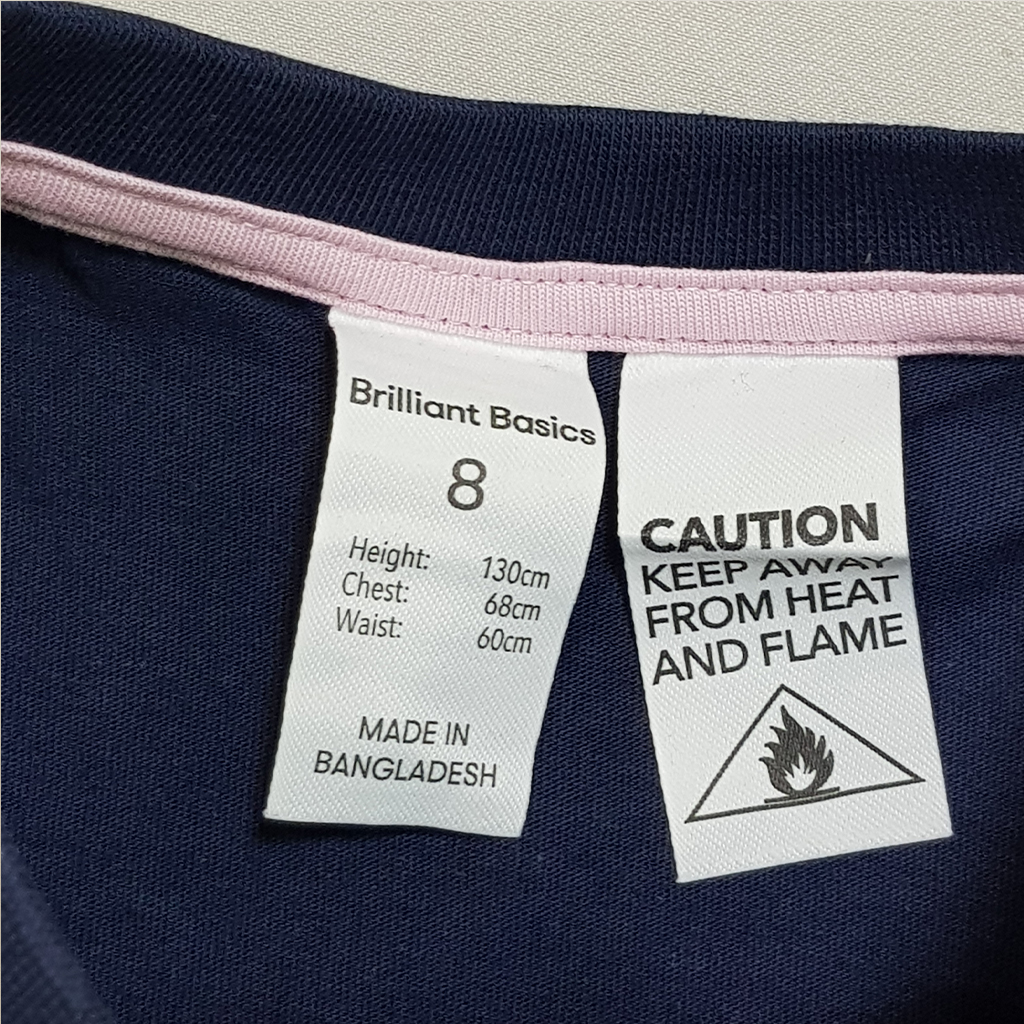 Brilliant Basics
8
Height: 130cm
Chest: 68cm
Waist: 60cm
MADE IN
BANGLADESH
CAUTION
KEEP AWAY
FROM HEAT
AND FLAME